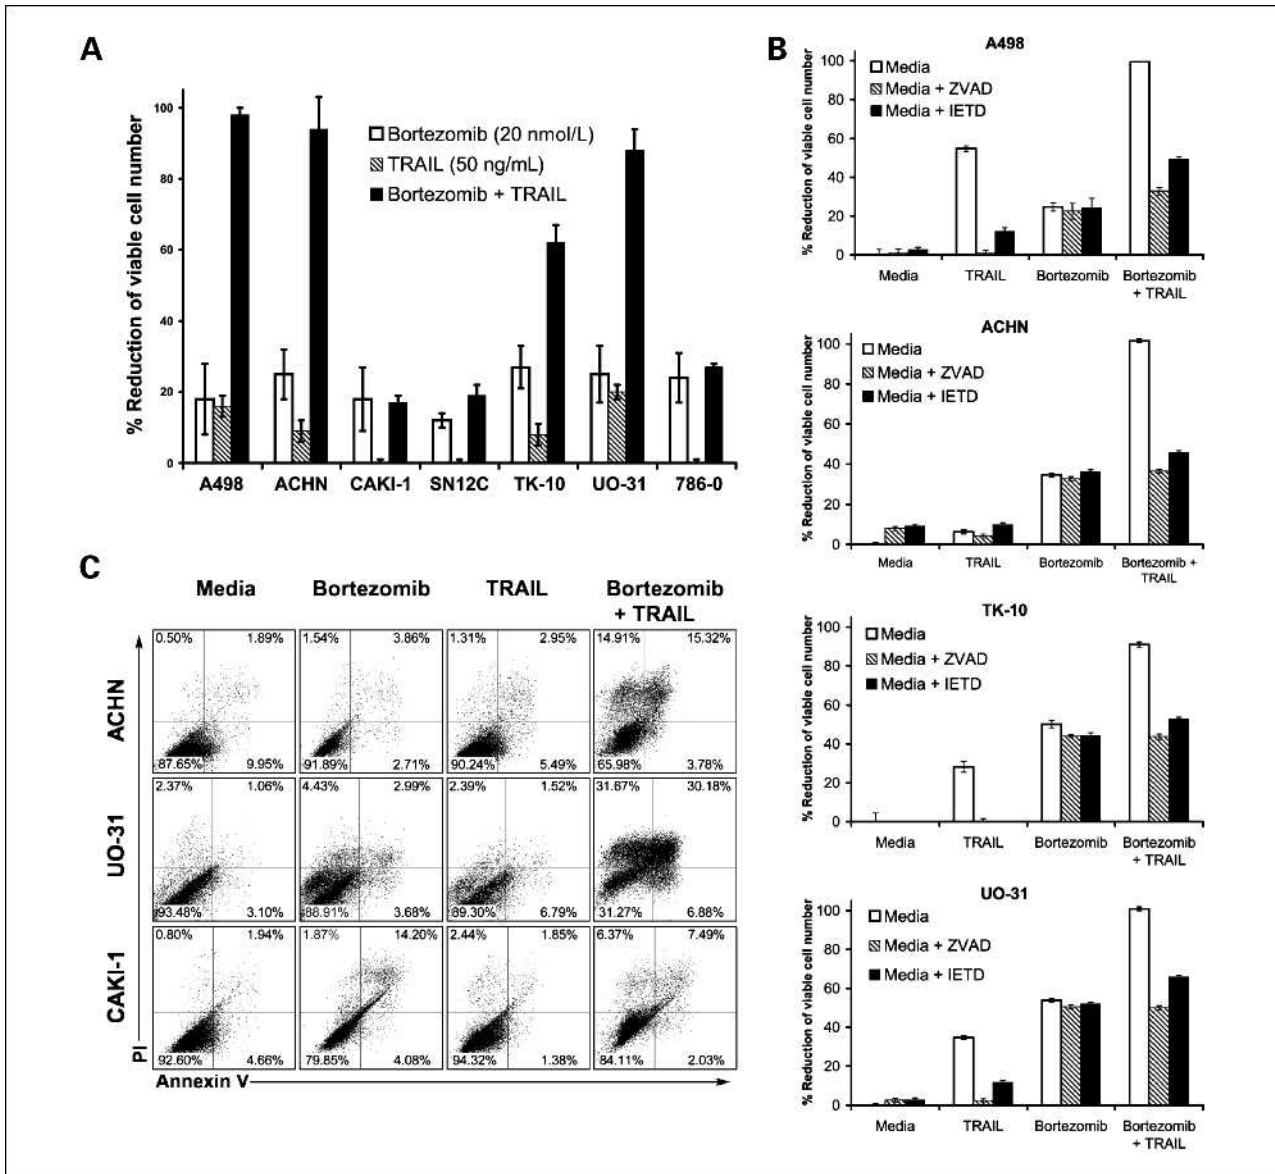 A
% Reduction of viable cell number
100
80
60
40
20
0
Bortezomib (20 nmol/L)
TRAIL (50 ng/mL)
Bortezomib + TRAIL
A498 ACHN CAKI-1 SN12C TK-10 UO-31 786-0
B
A498
% Reduction of viable cell number
100
80
60
40
20
0
Media
Media + ZVAD
Media + IETD
Media TRAIL Bortezomib Bortezomib
+ TRAIL
ACHN
% Reduction of viable cell number
100
80
60
40
20
0
Media
Media + ZVAD
Media + IETD
Media TRAIL Bortezomib Bortezomib +
TRAIL
TK-10
% Reduction of viable cell number
100
80
60
40
20
0
Media
Media + ZVAD
Media + IETD
Media TRAIL Bortezomib Bortezomib
+ TRAIL
UO-31
% Reduction of viable cell number
100
80
60
40
20
0
Media
Media + ZVAD
Media + IETD
Media TRAIL Bortezomib Bortezomib
+ TRAIL
C
Media Bortezomib TRAIL Bortezomib
+ TRAIL
ACHN
0.50% 1.89% 1.54% 3.86% 1.31% 2.95% 14.91% 15.32%
87.65% 9.95% 91.89% 2.71% 90.24% 5.49% 65.98% 3.78%
UO-31
2.37% 1.06% 4.43% 2.99% 2.39% 1.52% 31.67% 30.18%
93.48% 3.10% 88.91% 3.68% 89.30% 6.79% 31.27% 6.88%
CAKI-1
0.80% 1.94% 1.87% 14.20% 2.44% 1.85% 6.37% 7.49%
92.60% 4.66% 79.85% 4.08% 94.32% 1.38% 84.11% 2.03%
PI
Annexin V